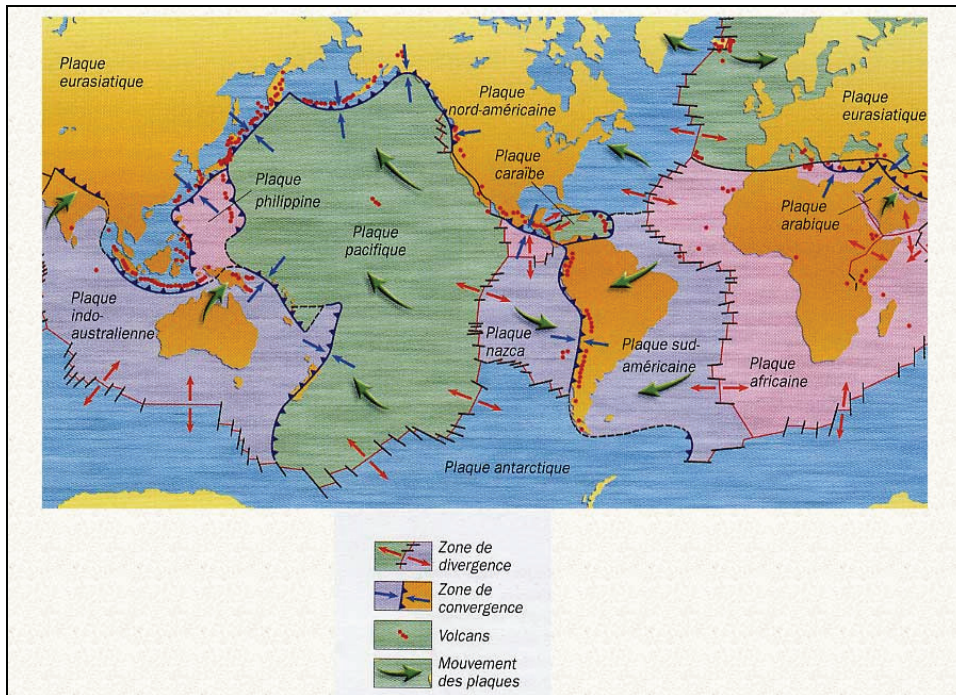 Plaque
eurasiatique
Plaque
nord-américaine
Plaque
caraïbe
Plaque
eurasiatique
Plaque
philippine
Plaque
pacifique
Plaque
arabique
Plaque
indo-
australienne
Plaque
nazca
Plaque sud-
américaine
Plaque
africaine
Plaque antarctique
Zone de
divergence
Zone de
convergence
Volcans
Mouvement
des plaques